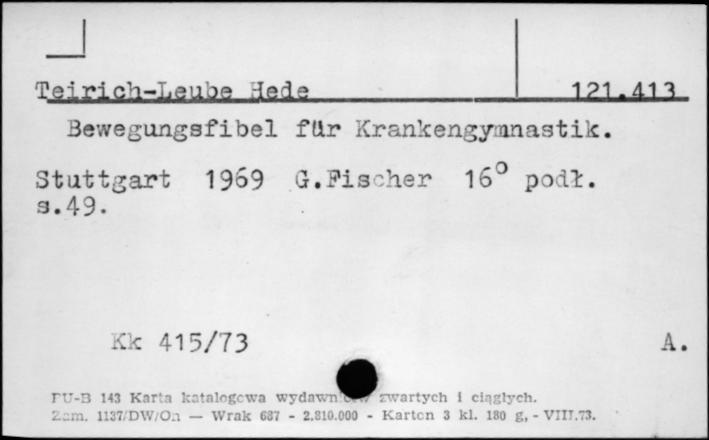 Teirich-Leube Hede 121.413
Bewegungsfibel für Krankengymnastik.
Stuttgart 1969 G.Fischer 16° podł.
s.49.
Kk 415/73 A.
PU-B 143 Karta katalogowa zwartych i ciągłych.
Zam. 1137/DW/On — Wrak 687 - 2.810.000 - Karton 3 kl. 180 g, - VIII.73.